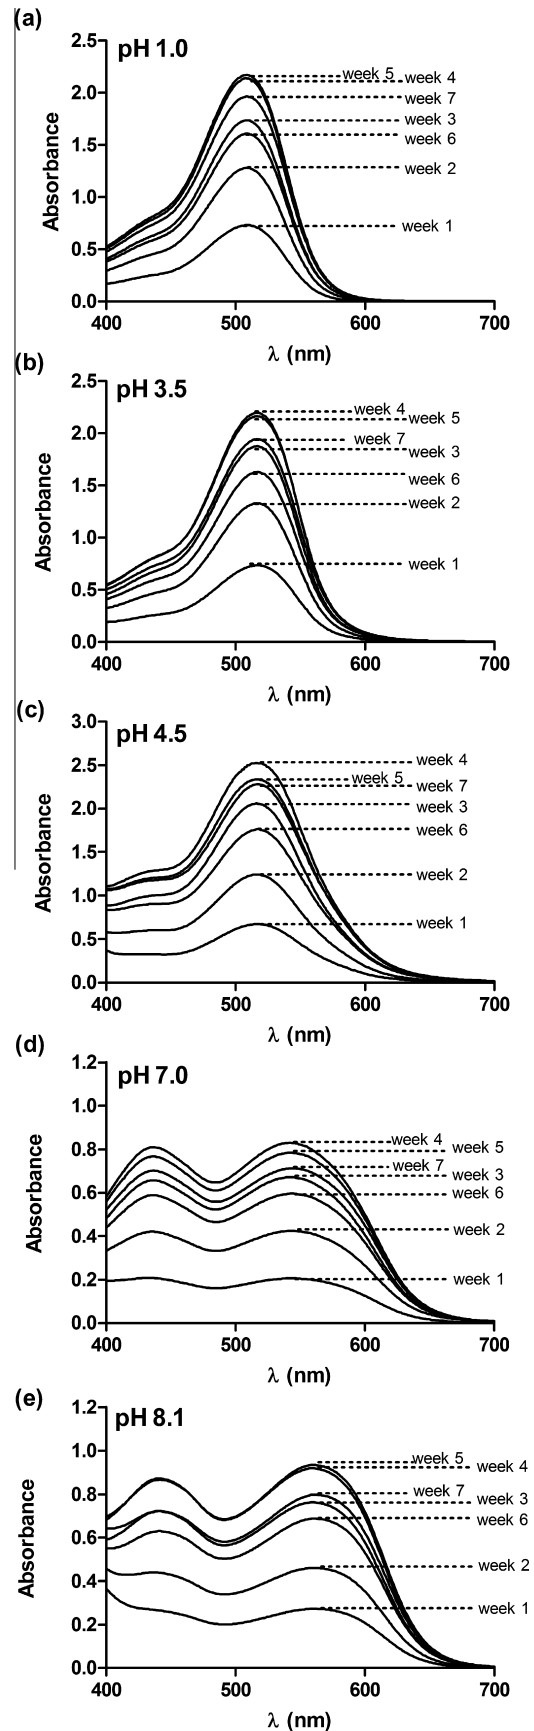 (a)
pH 1.0
2.5
2.0
1.5
1.0
0.5
0.0
Absorbance
week 5
week 4
week 7
week 3
week 6
week 2
week 1
400 500 600 700
λ (nm)
(b)
pH 3.5
2.5
2.0
1.5
1.0
0.5
0.0
Absorbance
week 4
week 5
week 7
week 3
week 6
week 2
week 1
400 500 600 700
λ (nm)
(c)
pH 4.5
3.0
2.5
2.0
1.5
1.0
0.5
0.0
Absorbance
week 4
week 5
week 7
week 3
week 6
week 2
week 1
400 500 600 700
λ (nm)
(d)
pH 7.0
1.2
1.0
0.8
0.6
0.4
0.2
0.0
Absorbance
week 4
week 5
week 7
week 3
week 6
week 2
week 1
400 500 600 700
λ (nm)
(e)
pH 8.1
1.2
1.0
0.8
0.6
0.4
0.2
0.0
Absorbance
week 5
week 4
week 7
week 3
week 6
week 2
week 1
400 500 600 700
λ (nm)